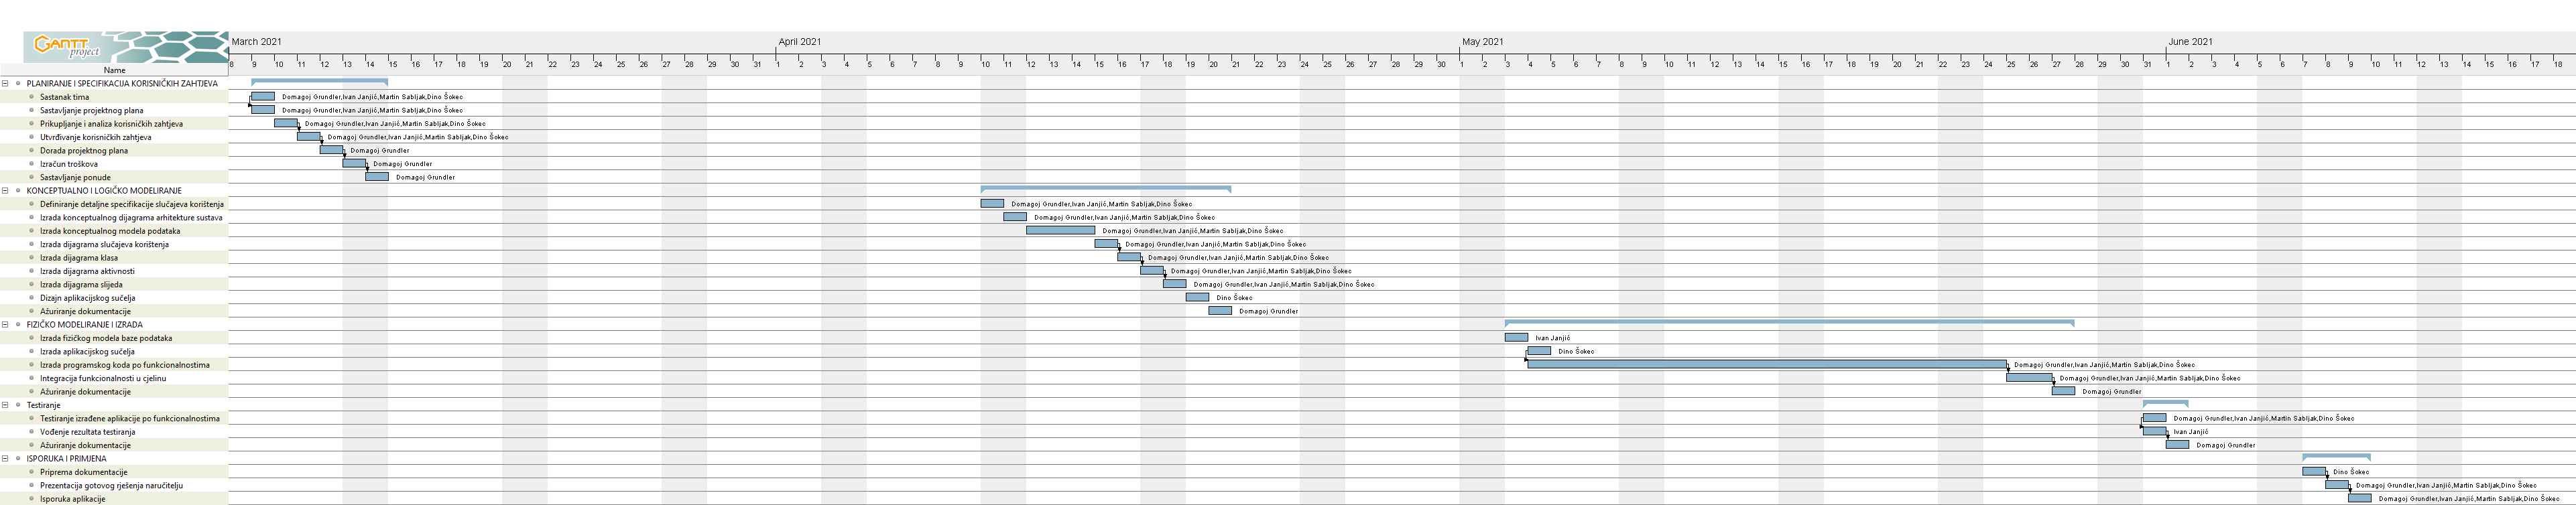 GANTT project
March 2021 April 2021 May 2021 June 2021
8 9 10 11 12 13 14 15 16 17 18 19 20 21 22 23 24 25 26 27 28 29 30 31 1 2 3 4 5 6 7 8 9 10 11 12 13 14 15 16 17 18 19 20 21 22 23 24 25 26 27 28 29 30 1 2 3 4 5 6 7 8 9 10 11 12 13 14 15 16 17 18 19 20 21 22 23 24 25 26 27 28 29 30 31 1 2 3 4 5 6 7 8 9 10 11 12 13 14 15 16 17 18
Name
PLANIRANJE I SPECIFIKACIJA KORISNIČKIH ZAHTJEVA
Sastanak tima Domagoj Grundler,Ivan Janjić,Martin Sabljak,Dino Šokec
Sastavljanje projektnog plana Domagoj Grundler,Ivan Janjić,Martin Sabljak,Dino Šokec
Prikupljanje i analiza korisničkih zahtjeva Domagoj Grundler,Ivan Janjić,Martin Sabljak,Dino Šokec
Utvrđivanje korisničkih zahtjeva Domagoj Grundler,Ivan Janjić,Martin Sabljak,Dino Šokec
Dorada projektnog plana Domagoj Grundler
Izračun troškova Domagoj Grundler
Sastavljanje ponude Domagoj Grundler
KONCEPTUALNO I LOGIČKO MODELIRANJE
Definiranje detaljne specifikacije slučajeva korištenja Domagoj Grundler,Ivan Janjić,Martin Sabljak,Dino Šokec
Izrada konceptualnog dijagrama arhitekture sustava Domagoj Grundler,Ivan Janjić,Martin Sabljak,Dino Šokec
Izrada konceptualnog modela podataka Domagoj Grundler,Ivan Janjić,Martin Sabljak,Dino Šokec
Izrada dijagrama slučajeva korištenja Domagoj Grundler,Ivan Janjić,Martin Sabljak,Dino Šokec
Izrada dijagrama klasa Domagoj Grundler,Ivan Janjić,Martin Sabljak,Dino Šokec
Izrada dijagrama aktivnosti Domagoj Grundler,Ivan Janjić,Martin Sabljak,Dino Šokec
Izrada dijagrama slijeda Domagoj Grundler,Ivan Janjić,Martin Sabljak,Dino Šokec
Dizajn aplikacijskog sučelja Dino Šokec
Ažuriranje dokumentacije Domagoj Grundler
FIZIČKO MODELIRANJE I IZRADA
Izrada fizičkog modela baze podataka Ivan Janjić
Izrada aplikacijskog sučelja Dino Šokec
Izrada programskog koda po funkcionalnostima Domagoj Grundler,Ivan Janjić,Martin Sabljak,Dino Šokec
Integracija funkcionalnosti u cjelinu Domagoj Grundler,Ivan Janjić,Martin Sabljak,Dino Šokec
Ažuriranje dokumentacije Domagoj Grundler
Testiranje
Testiranje izrađene aplikacije po funkcionalnostima Domagoj Grundler,Ivan Janjić,Martin Sabljak,Dino Šokec
Vođenje rezultata testiranja Ivan Janjić
Ažuriranje dokumentacije Domagoj Grundler
ISPORUKA I PRIMJENA
Priprema dokumentacije Dino Šokec
Prezentacija gotovog rješenja naručitelju Domagoj Grundler,Ivan Janjić,Martin Sabljak,Dino Šokec
Isporuka aplikacije Domagoj Grundler,Ivan Janjić,Martin Sabljak,Dino Šokec